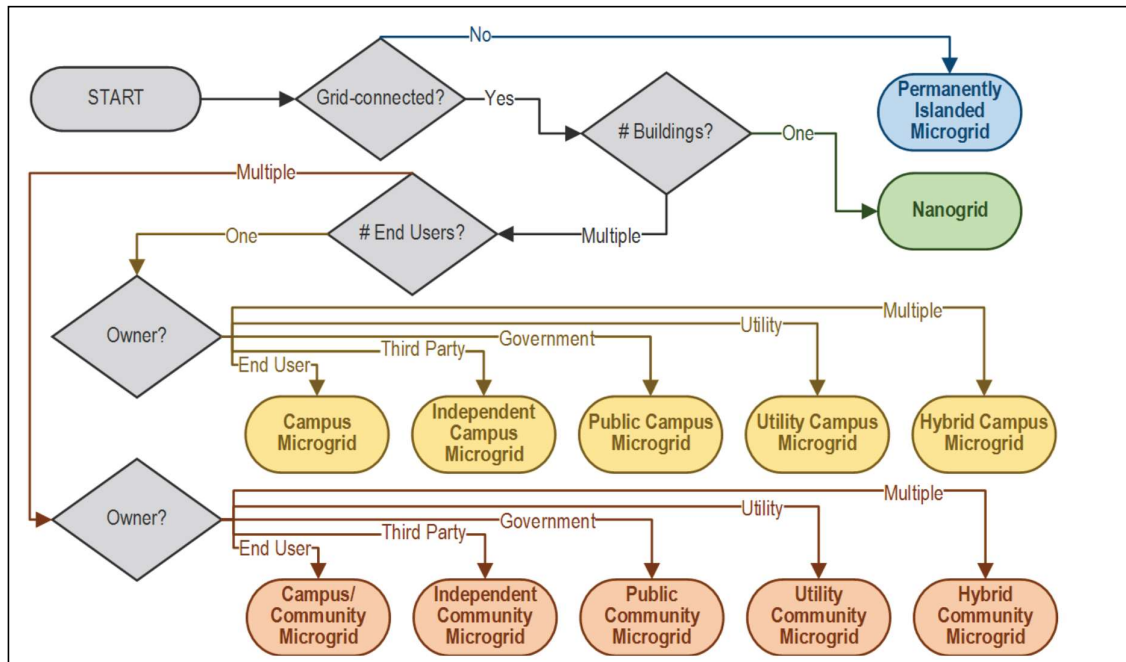 No
START
Grid-connected?
Yes
# Buildings?
One
Permanently
Islanded
Microgrid
Nanogrid
Multiple
# End Users?
Multiple
One
Owner?
Multiple
Utility
Government
Third Party
End User
Campus
Microgrid
Independent
Campus
Microgrid
Public Campus
Microgrid
Utility Campus
Microgrid
Hybrid Campus
Microgrid
Owner?
Multiple
Utility
Government
Third Party
End User
Campus/
Community
Microgrid
Independent
Community
Microgrid
Public
Community
Microgrid
Utility
Community
Microgrid
Hybrid
Community
Microgrid